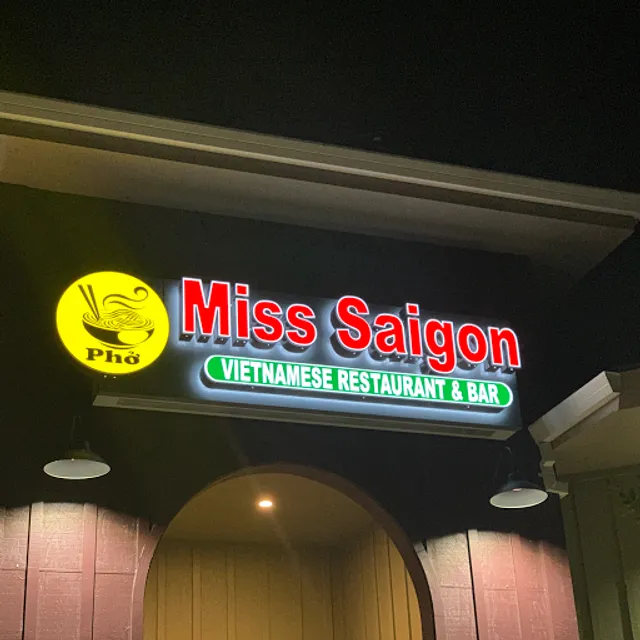 Phở
Miss Saigon
VIETNAMESE RESTAURANT & BAR